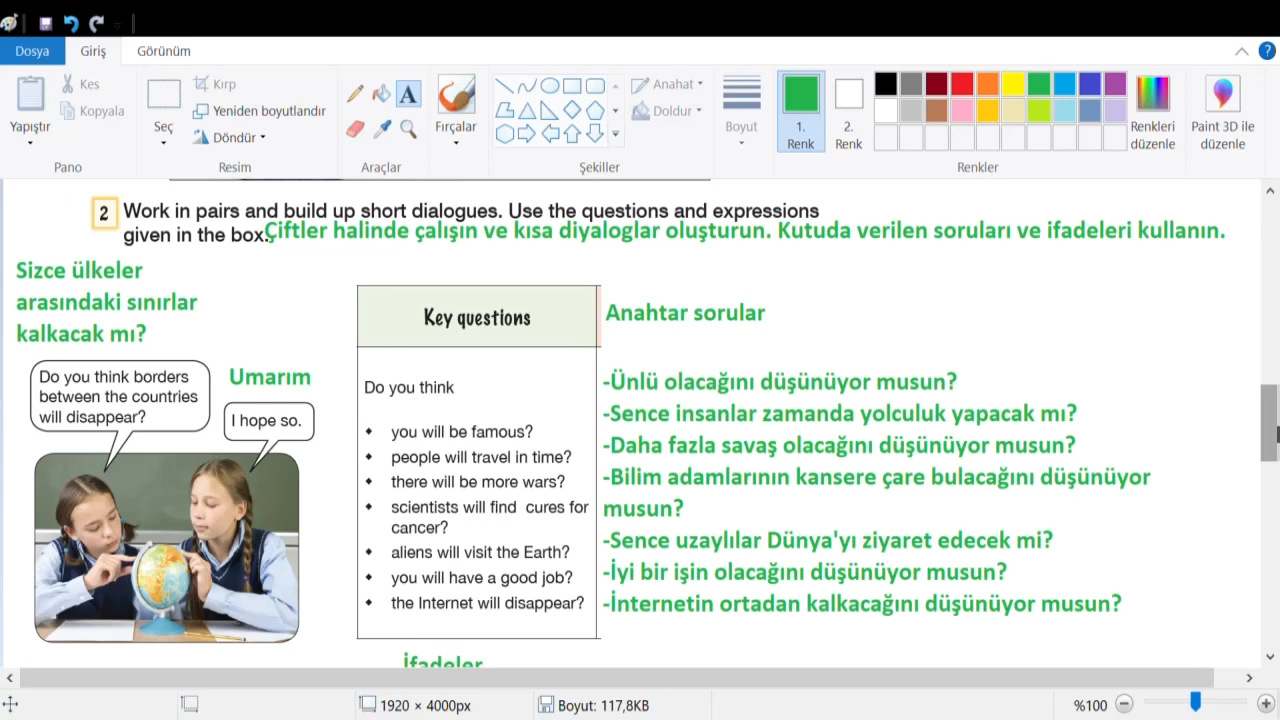 Dosya Giriş Görünüm
Yapıştır
Kes
Kopyala
Pano
Seç
Kırp
Yeniden boyutlandır
Döndür
Resim
A
Araçlar
Fırçalar
Şekiller
Anahat
Doldur
Boyut
1. Renk
2. Renk
Renkleri düzenle
Renkler
Paint 3D ile düzenle
2 Work in pairs and build up short dialogues. Use the questions and expressions
given in the box.
Çiftler halinde çalışın ve kısa diyaloglar oluşturun. Kutuda verilen soruları ve ifadeleri kullanın.
Sizce ülkeler
arasındaki sınırlar
kalkacak mı?
Do you think borders
between the countries
will disappear?
Umarım
I hope so.
Key questions
Anahtar sorular
Do you think
you will be famous?
people will travel in time?
there will be more wars?
scientists will find cures for
cancer?
aliens will visit the Earth?
you will have a good job?
the Internet will disappear?
-Ünlü olacağını düşünüyor musun?
-Sence insanlar zamanda yolculuk yapacak mı?
-Daha fazla savaş olacağını düşünüyor musun?
-Bilim adamlarının kansere çare bulacağını düşünüyor
musun?
-Sence uzaylılar Dünya'yı ziyaret edecek mi?
-İyi bir işin olacağını düşünüyor musun?
-İnternetin ortadan kalkacağını düşünüyor musun?
İfadeler
1920 × 4000px
Boyut: 117,8KB
%100